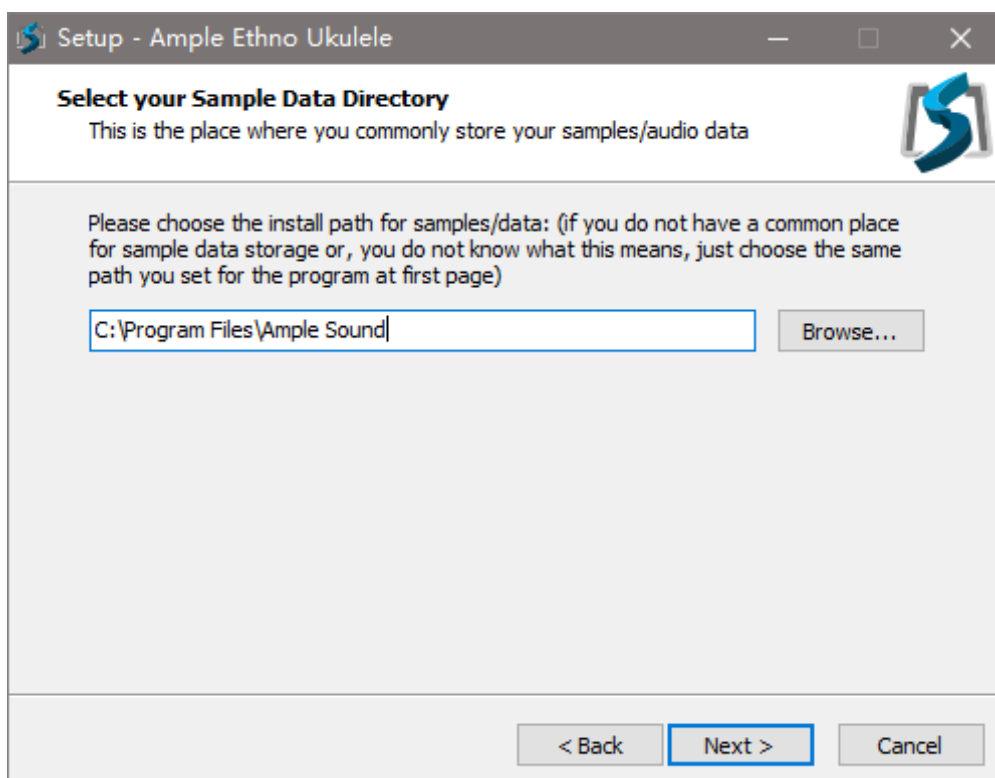 Setup - Ample Ethno Ukulele
Select your Sample Data Directory
This is the place where you commonly store your samples/audio data
Please choose the install path for samples/data: (if you do not have a common place
for sample data storage or, you do not know what this means, just choose the same
path you set for the program at first page)
C:\Program Files\Ample Sound
Browse...
< Back
Next >
Cancel